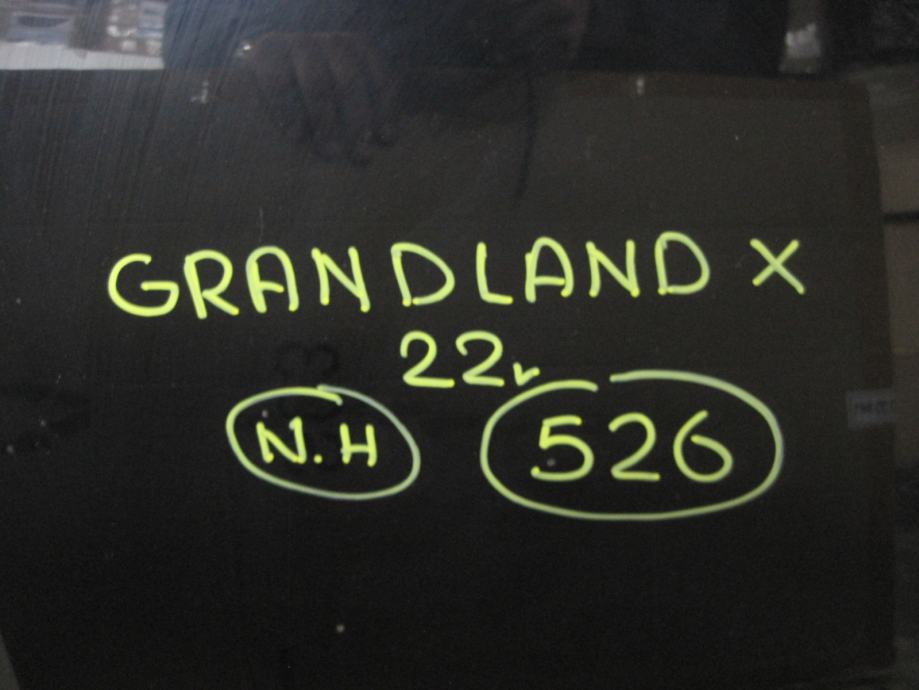 GRANDLAND X
22r
N.H 526